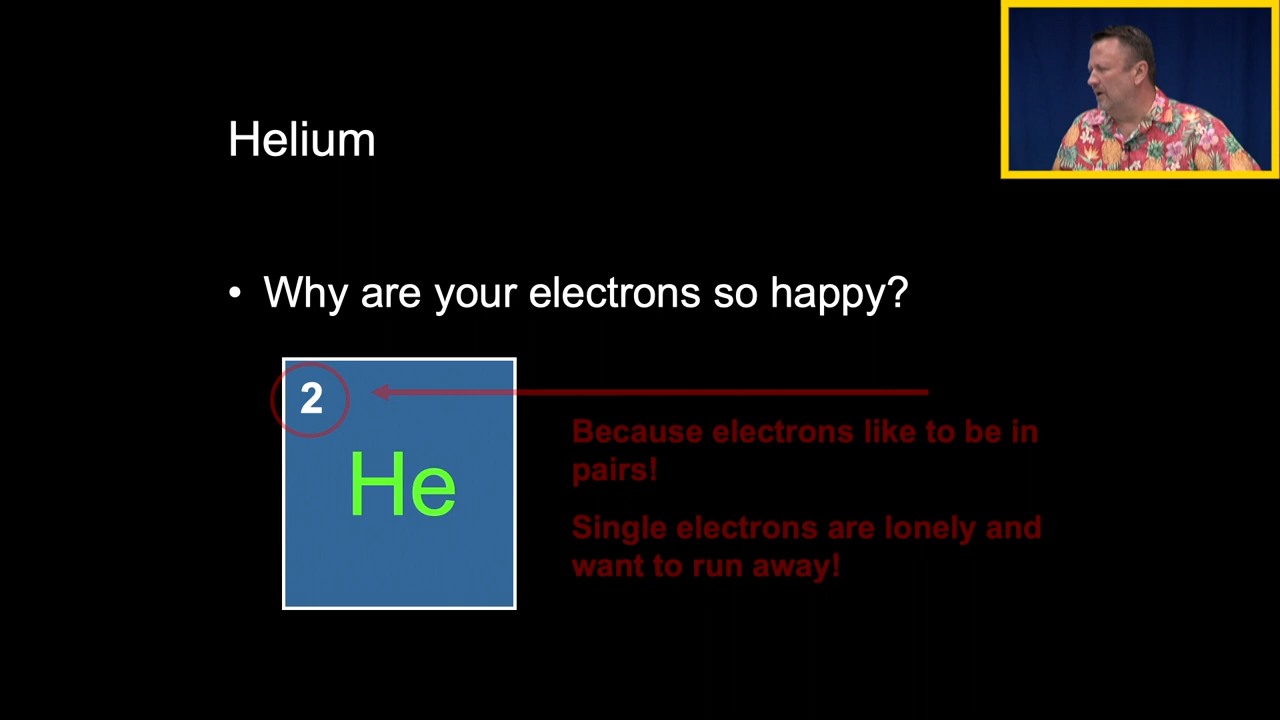 Helium
• Why are your electrons so happy?
2
He
Because electrons like to be in
pairs!
Single electrons are lonely and
want to run away!